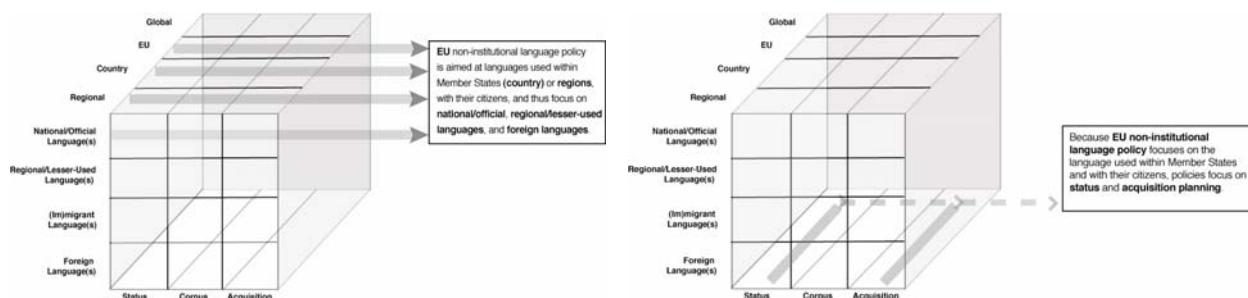 Global
EU
Country
Regional
National/Official
Language(s)
Regional/Lesser-Used
Language(s)
(Im)migrant
Language(s)
Foreign
Language(s)
Status
Corpus
Acquisition
EU non-institutional language policy
is aimed at languages used within
Member States (country) or regions,
with their citizens, and thus focus on
national/official, regional/lesser-used
languages, and foreign languages.
Global
EU
Country
Regional
National/Official
Language(s)
Regional/Lesser-Used
Language(s)
(Im)migrant
Language(s)
Foreign
Language(s)
Status
Corpus
Acquisition
Because EU non-institutional
language policy focuses on the
language used within Member States
and with their citizens, policies focus on
status and acquisition planning.